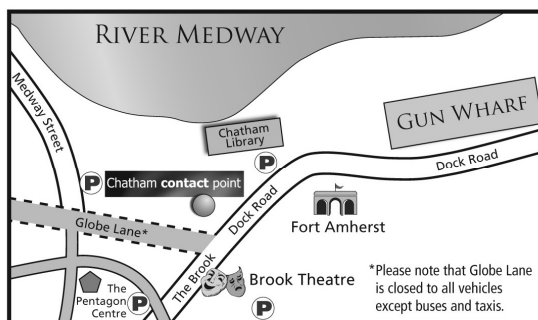 RIVER MEDWAY
Medway Street
GUN WHARF
Chatham
Library
P
Dock Road
P
Chatham contact point
Dock Road
Fort Amherst
Globe Lane*
The Brook
Brook Theatre
*Please note that Globe Lane
is closed to all vehicles
except buses and taxis.
The
Pentagon
Centre
P
P